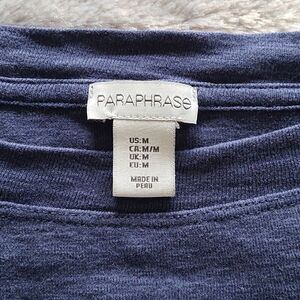 PARAPHRASE
US:M
CA:M/M
UK:M
EU:M
MADE IN
PERU